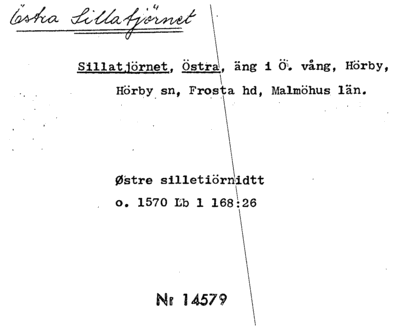 Östra Sillatjörnet
Sillatjörnet, Östra, äng i Ö. vång, Hörby,
Hörby sn, Frosta hd, Malmöhus län.
Østre silletiörnidtt
o. 1570 Lb 1 168:26
Nr 14579